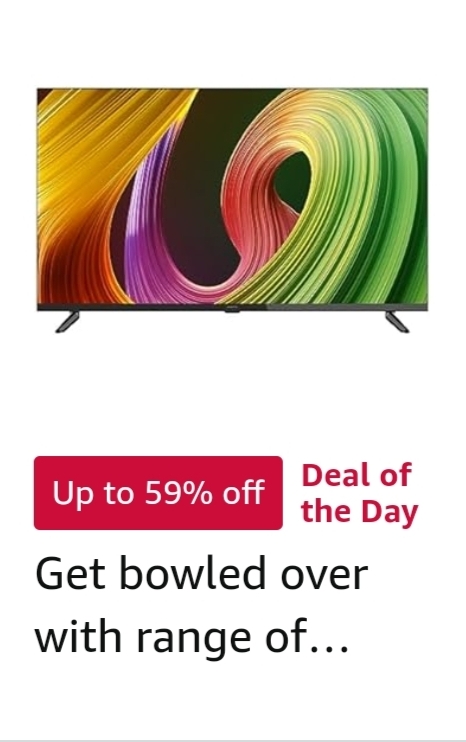 Up to 59% off
Deal of
the Day
Get bowled over
with range of...